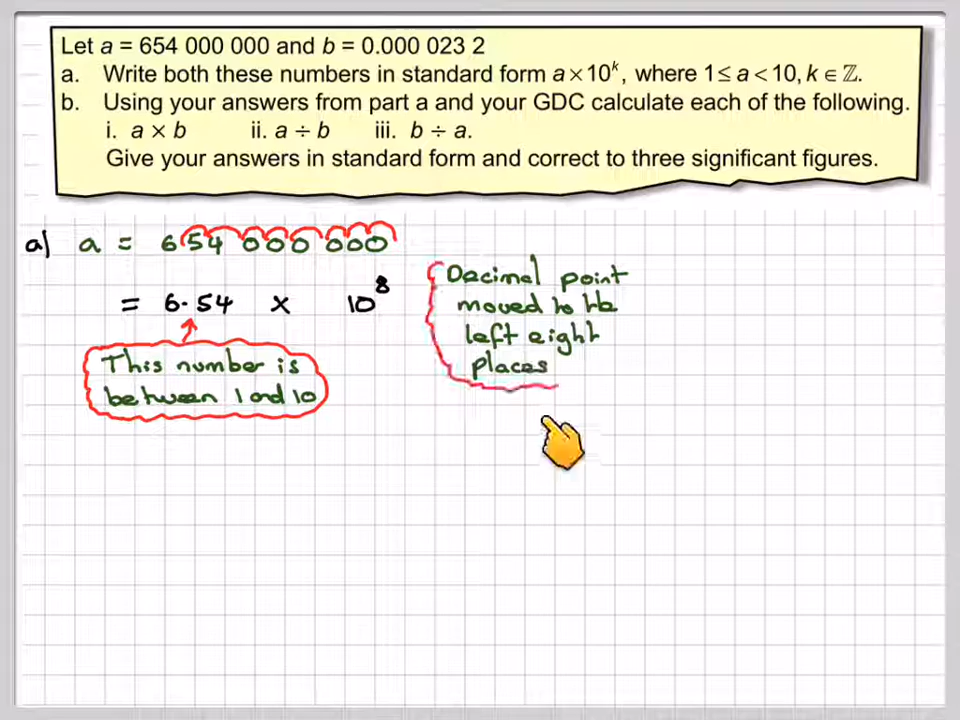 Let a = 654 000 000 and b = 0.000 023 2
a. Write both these numbers in standard form a × 10ᵏ, where 1 ≤ a < 10, k ∈ ℤ.
b. Using your answers from part a and your GDC calculate each of the following.
i. a × b ii. a ÷ b iii. b ÷ a.
Give your answers in standard form and correct to three significant figures.
a) a = 654 000 000
= 6.54 × 10⁸
This number is
between 1 and 10
Decimal point
moved to the
left eight
places